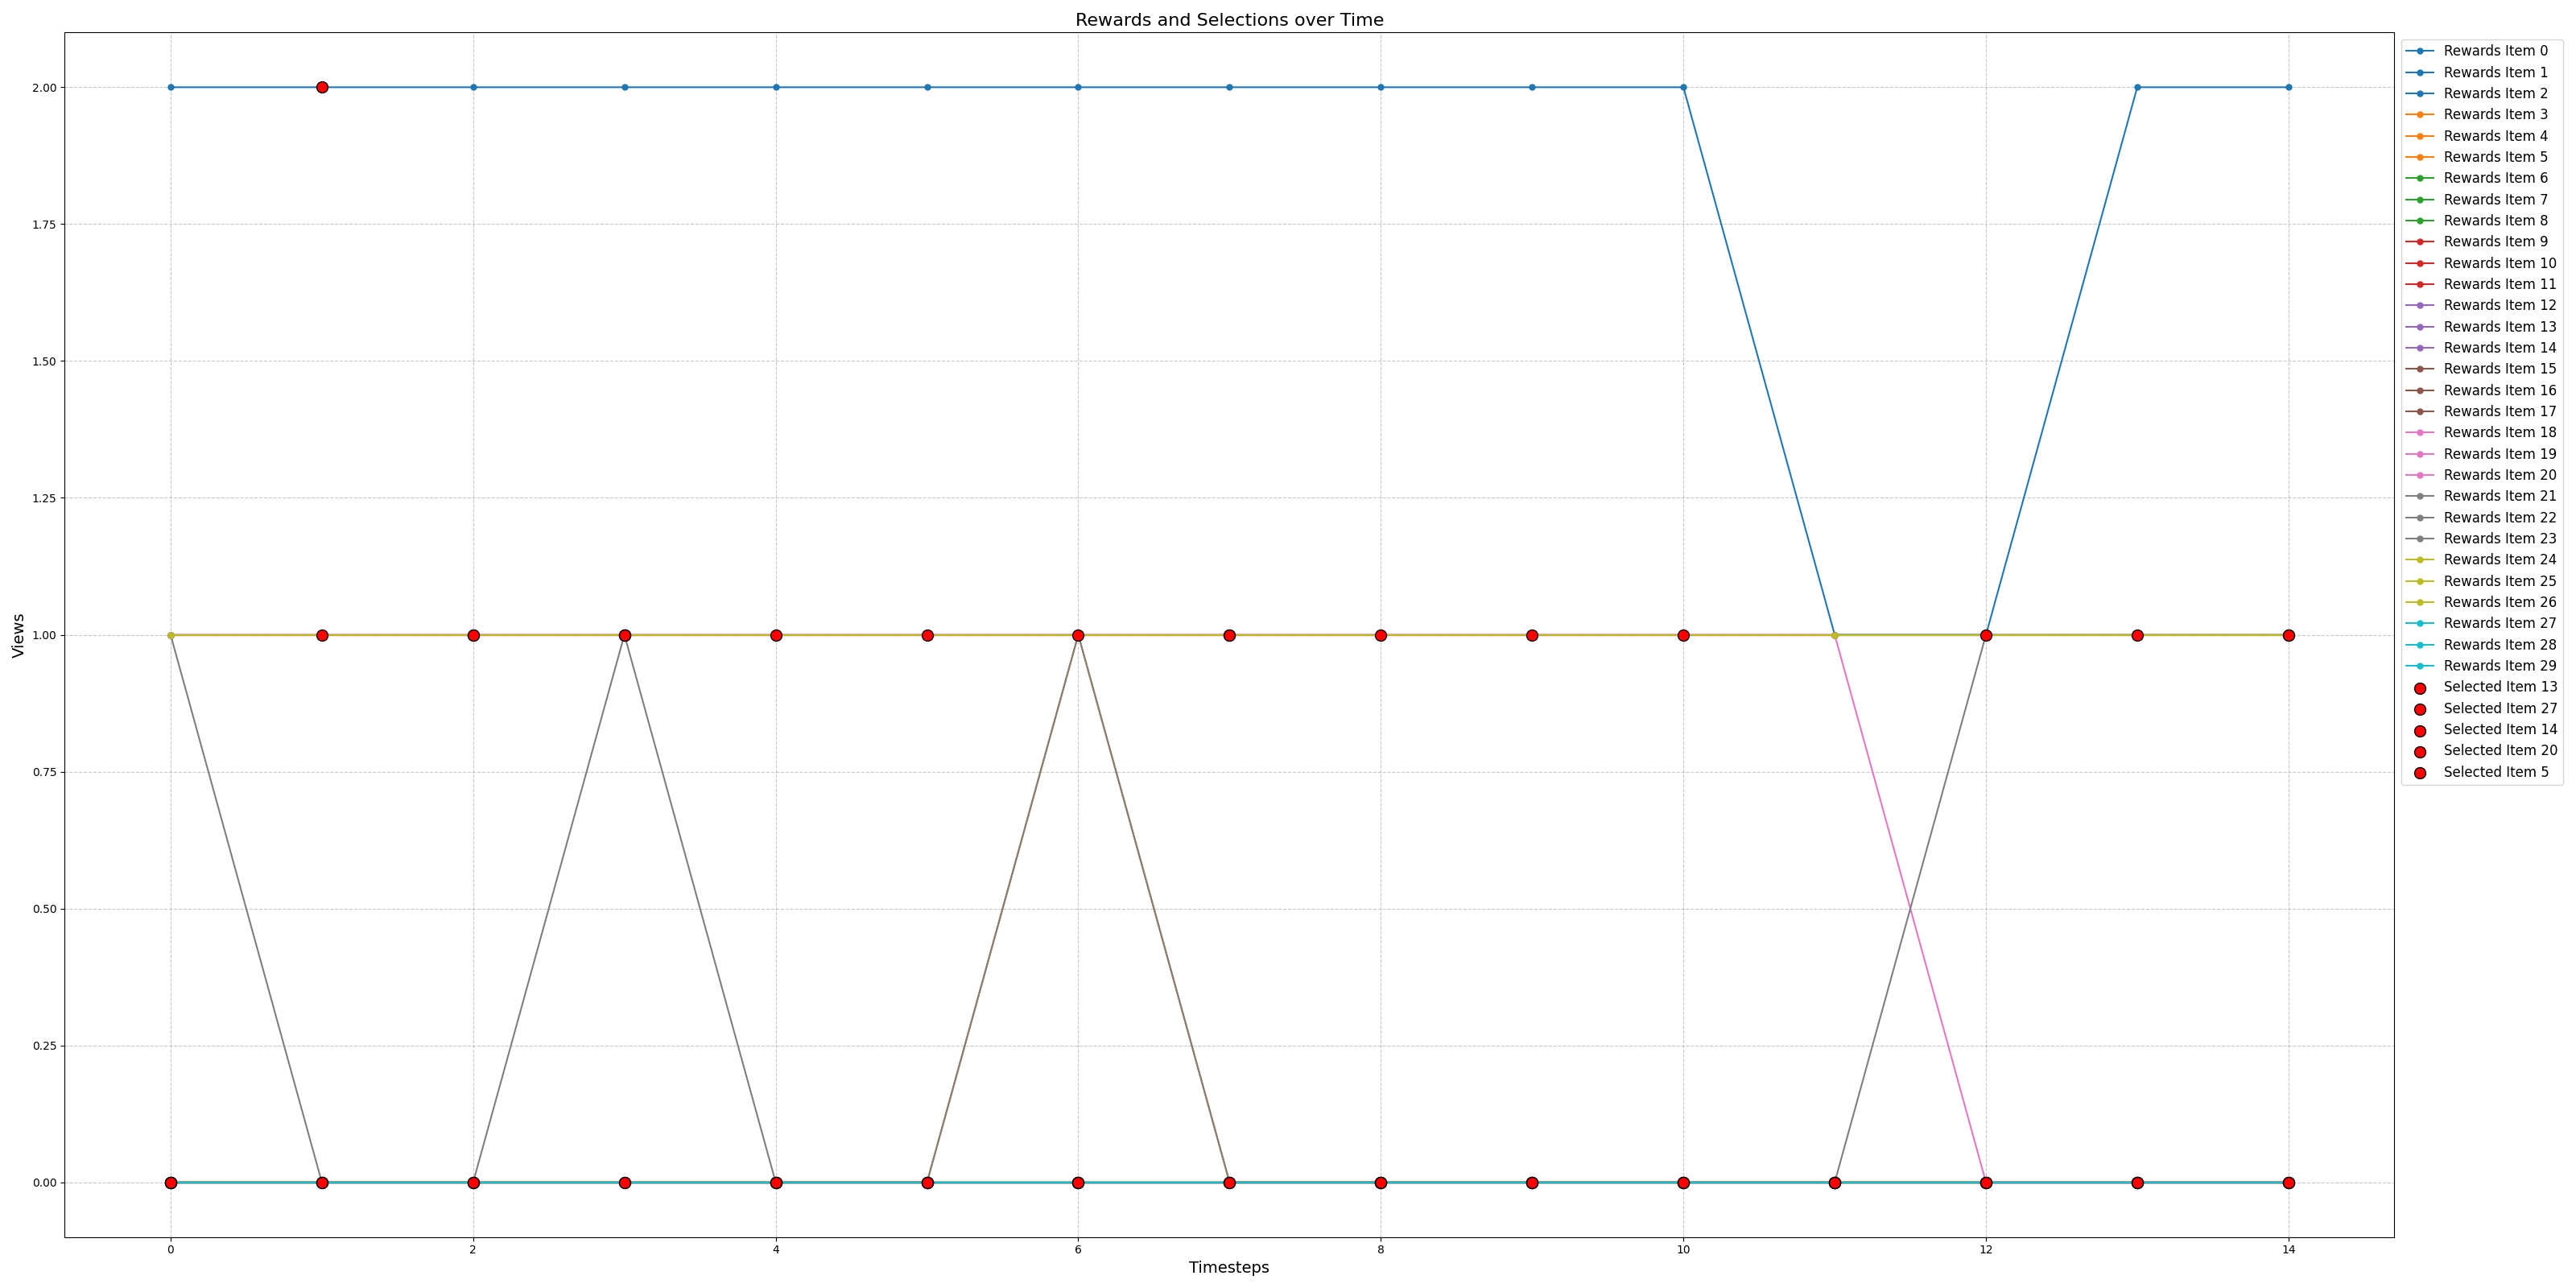 Rewards and Selections over Time
Views
2.00
1.75
1.50
1.25
1.00
0.75
0.50
0.25
0.00
0
2
4
6
8
10
12
14
Timesteps
Rewards Item 0
Rewards Item 1
Rewards Item 2
Rewards Item 3
Rewards Item 4
Rewards Item 5
Rewards Item 6
Rewards Item 7
Rewards Item 8
Rewards Item 9
Rewards Item 10
Rewards Item 11
Rewards Item 12
Rewards Item 13
Rewards Item 14
Rewards Item 15
Rewards Item 16
Rewards Item 17
Rewards Item 18
Rewards Item 19
Rewards Item 20
Rewards Item 21
Rewards Item 22
Rewards Item 23
Rewards Item 24
Rewards Item 25
Rewards Item 26
Rewards Item 27
Rewards Item 28
Rewards Item 29
Selected Item 13
Selected Item 27
Selected Item 14
Selected Item 20
Selected Item 5